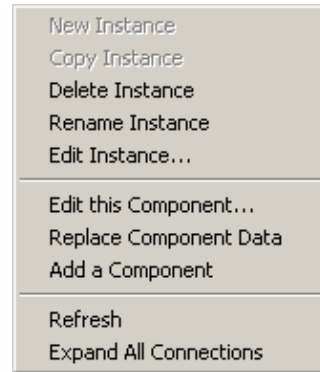 New Instance
Copy Instance
Delete Instance
Rename Instance
Edit Instance...
Edit this Component...
Replace Component Data
Add a Component
Refresh
Expand All Connections